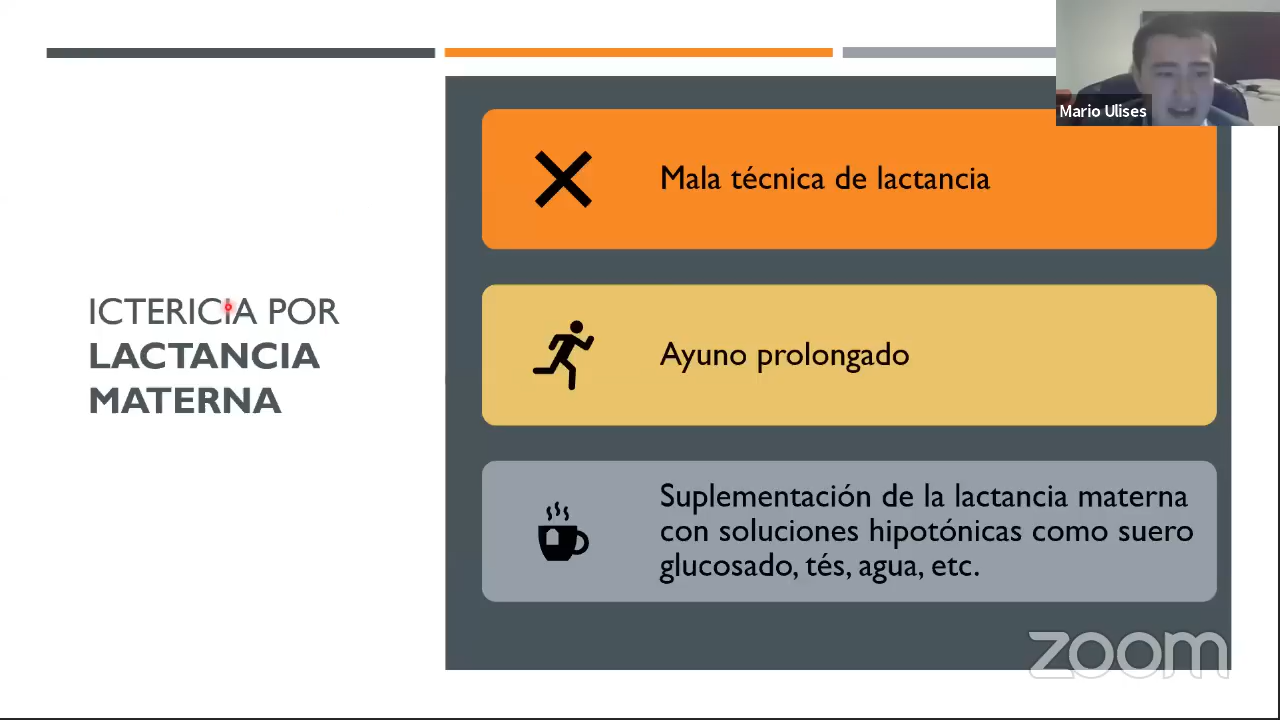 ICTERICIA POR
LACTANCIA
MATERNA
Mala técnica de lactancia
Ayuno prolongado
Suplementación de la lactancia materna
con soluciones hipotónicas como suero
glucosado, tés, agua, etc.
Mario Ulises
zoom